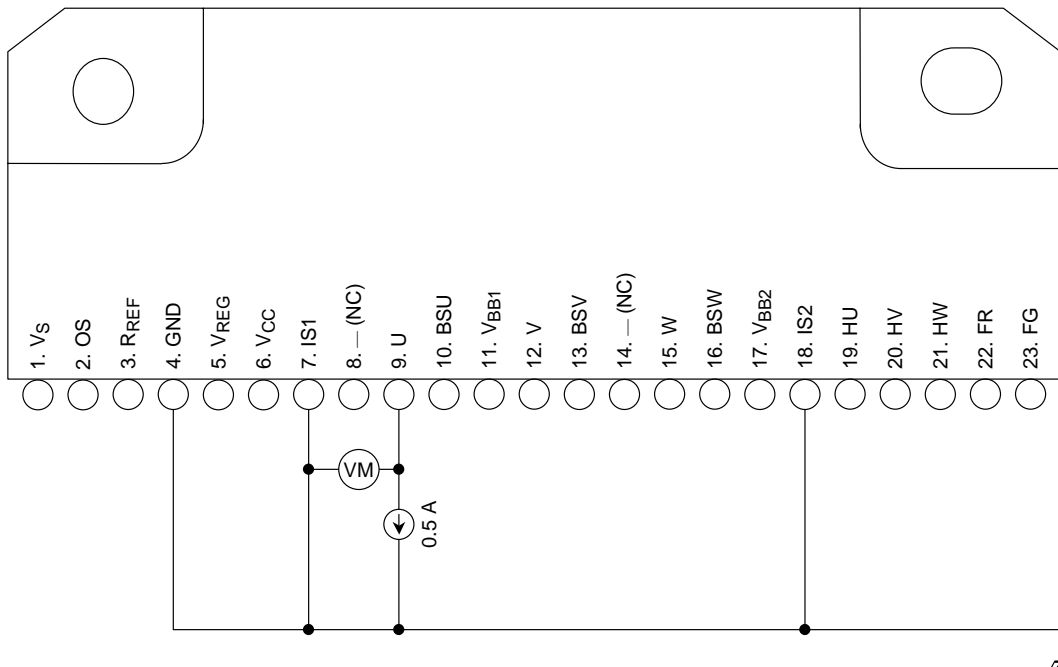 1. VS
2. OS
3. RREF
4. GND
5. VREG
6. VCC
7. IS1
8. — (NC)
9. U
10. BSU
11. VBB1
12. V
13. BSV
14. — (NC)
15. W
16. BSW
17. VBB2
18. IS2
19. HU
20. HV
21. HW
22. FR
23. FG
VM
0.5 A